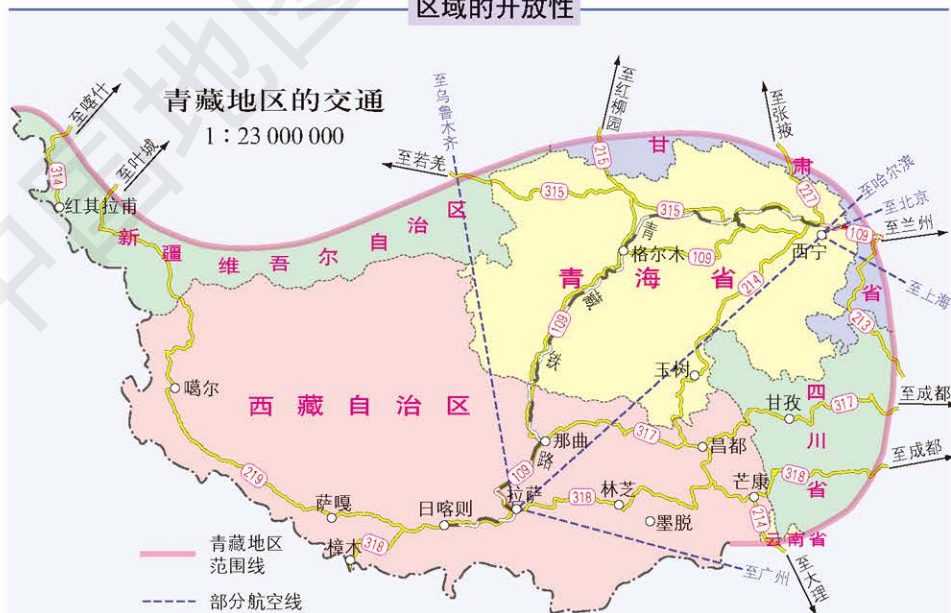 区域的开放性
青藏地区的交通
1：23 000 000
至喀什
至叶城
至乌鲁木齐
至若羌
至红柳园
至张掖
至哈尔滨
至北京
至兰州
至上海
至成都
至成都
至大理
至广州
314
红其拉甫
新疆维吾尔自治区
315
215
315
227
甘肃省
109
西宁
青海省
格尔木
109
214
213
青藏铁路
109
玉树
噶尔
西藏自治区
那曲
317
昌都
甘孜
317
四川省
109
拉萨
318
林芝
芒康
318
墨脱
214
云南省
219
萨嘎
日喀则
樟木
318
青藏地区
范围线
部分航空线
中国地图